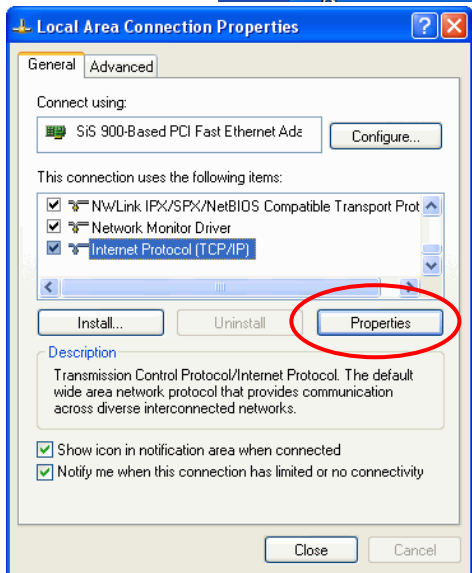 Local Area Connection Properties
General Advanced
Connect using:
SiS 900-Based PCI Fast Ethernet Ada
Configure...
This connection uses the following items:
NWLink IPX/SPX/NetBIOS Compatible Transport Prot
Network Monitor Driver
Internet Protocol (TCP/IP)
Install... Uninstall Properties
Description
Transmission Control Protocol/Internet Protocol. The default
wide area network protocol that provides communication
across diverse interconnected networks.
Show icon in notification area when connected
Notify me when this connection has limited or no connectivity
Close Cancel